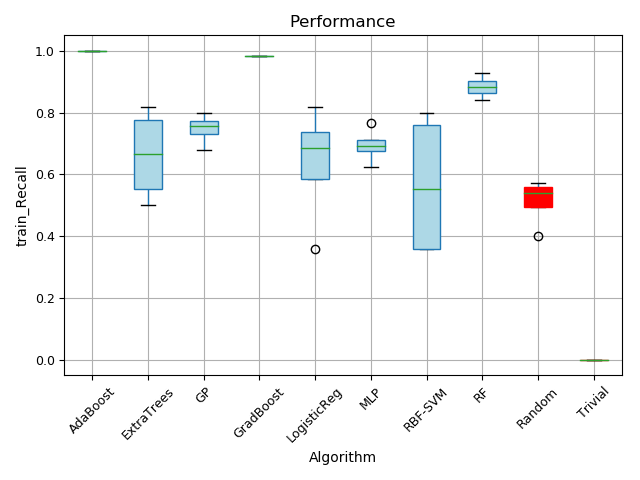 Performance
train_Recall
1.0
0.8
0.6
0.4
0.2
0.0
AdaBoost
ExtraTrees
GP
GradBoost
LogisticReg
MLP
RBF-SVM
RF
Random
Trivial
Algorithm